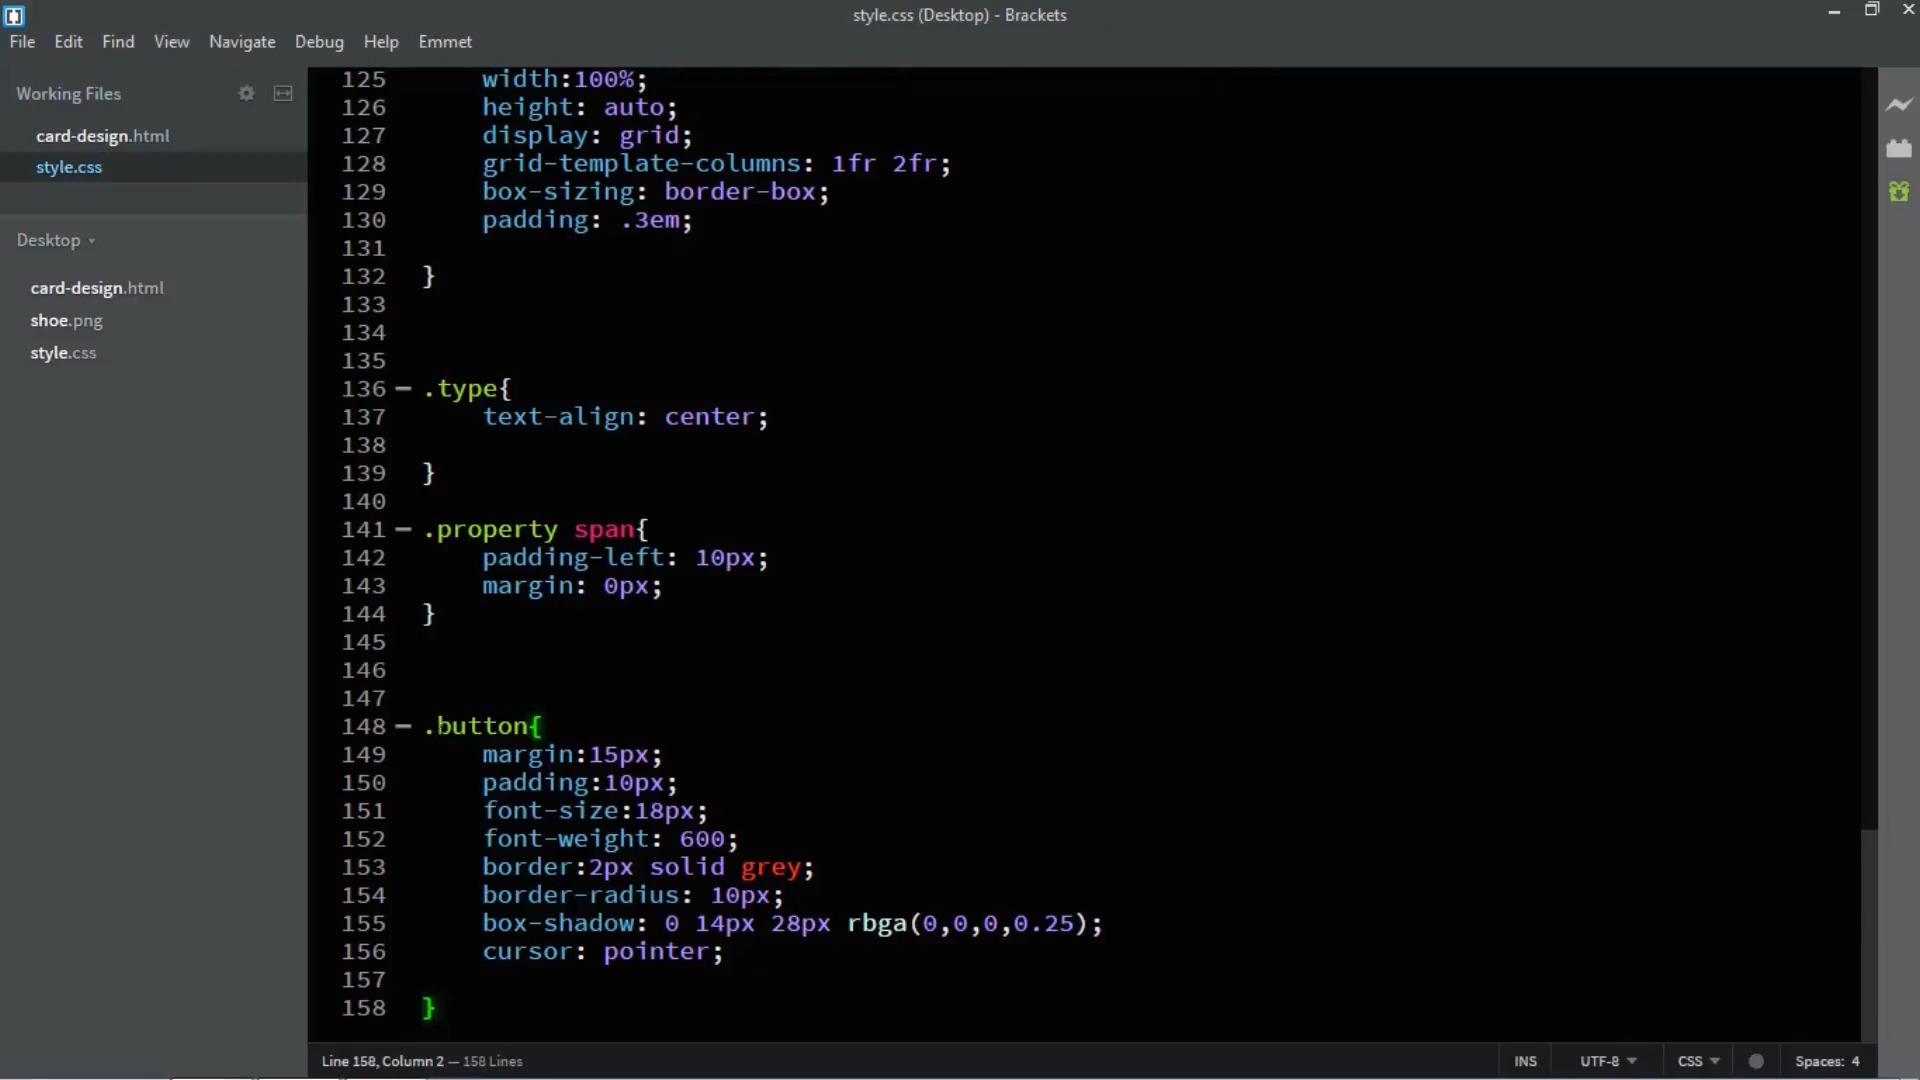 style.css (Desktop) - Brackets
File Edit Find View Navigate Debug Help Emmet
Working Files
card-design.html
style.css
Desktop
card-design.html
shoe.png
style.css
125 width:100%;
126 height: auto;
127 display: grid;
128 grid-template-columns: 1fr 2fr;
129 box-sizing: border-box;
130 padding: .3em;
131
132 }
133
134
135
136 .type{
137 text-align: center;
138
139 }
140
141 .property span{
142 padding-left: 10px;
143 margin: 0px;
144 }
145
146
147
148 .button{
149 margin:15px;
150 padding:10px;
151 font-size:18px;
152 font-weight: 600;
153 border:2px solid grey;
154 border-radius: 10px;
155 box-shadow: 0 14px 28px rbga(0,0,0,0.25);
156 cursor: pointer;
157
158 }
Line 158, Column 2 — 158 Lines INS UTF-8 CSS Spaces: 4